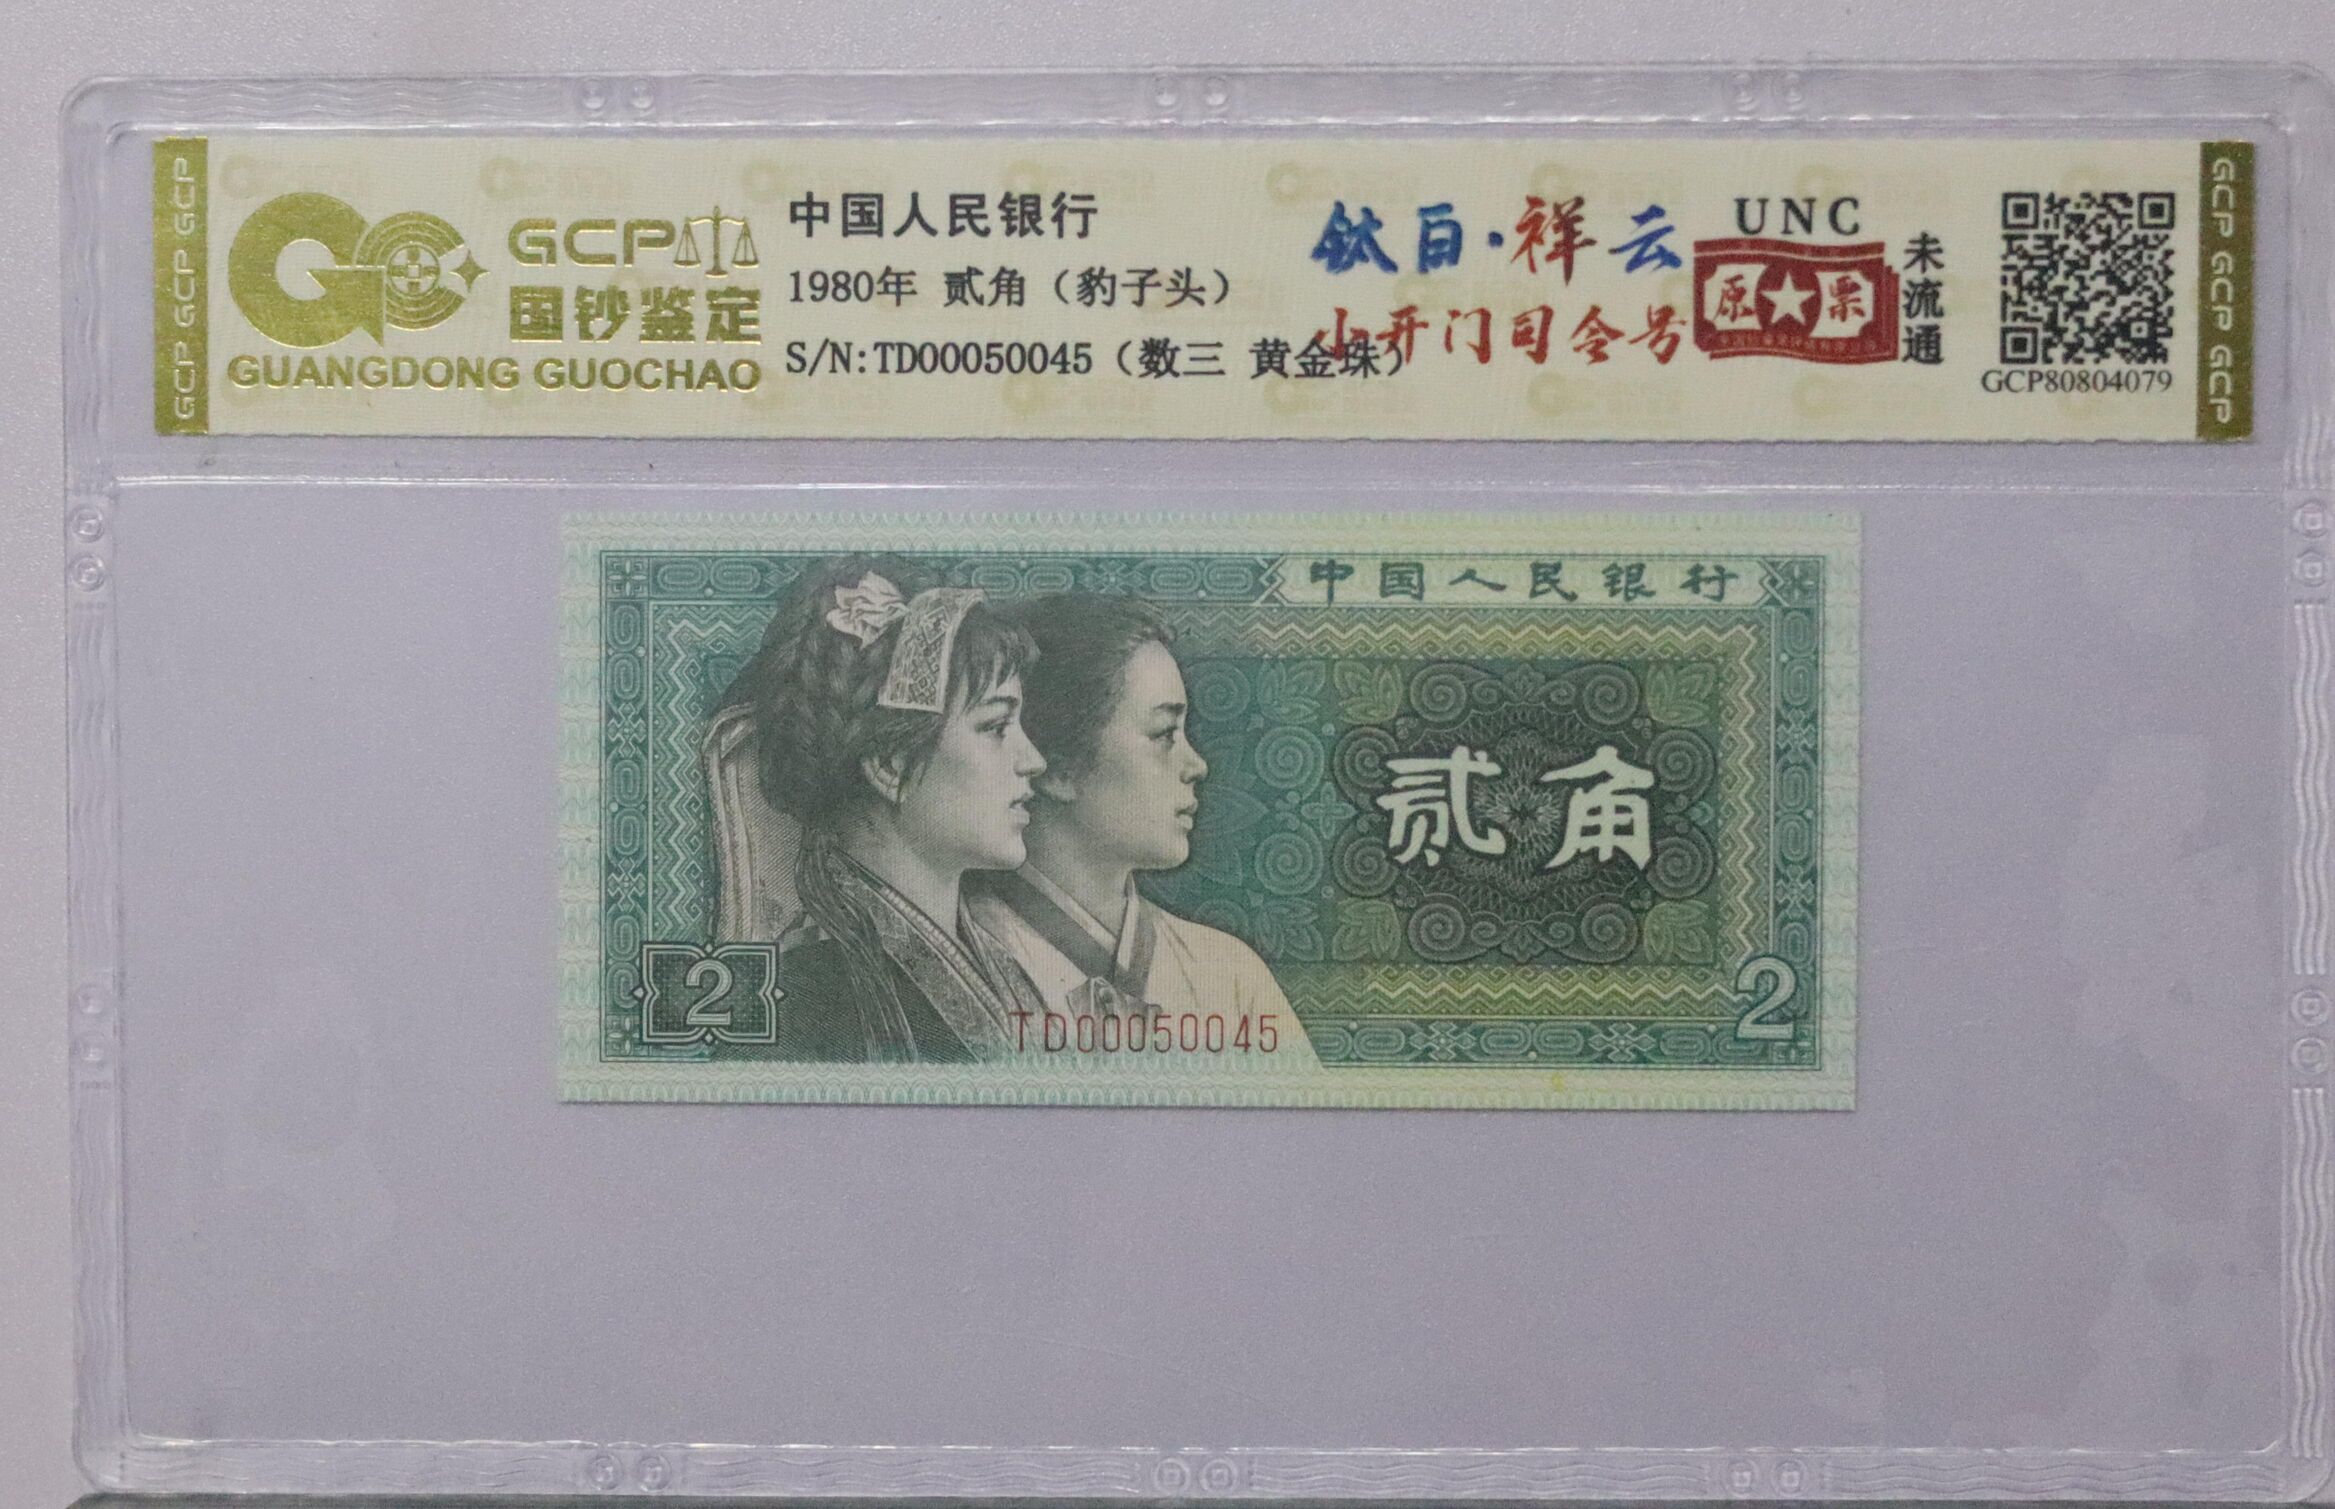 GCP GCP GCP
GCP
国钞鉴定
GUANGDONG GUOCHAO
中国人民银行
1980年 贰角（豹子头）
S/N:TD00050045（数三 黄金珠）
钛白·祥云
小开门司令号
UNC
原票
未流通
GCP80804079
GCP GCP GCP
中国人民银行
贰角
2
TD00050045
2